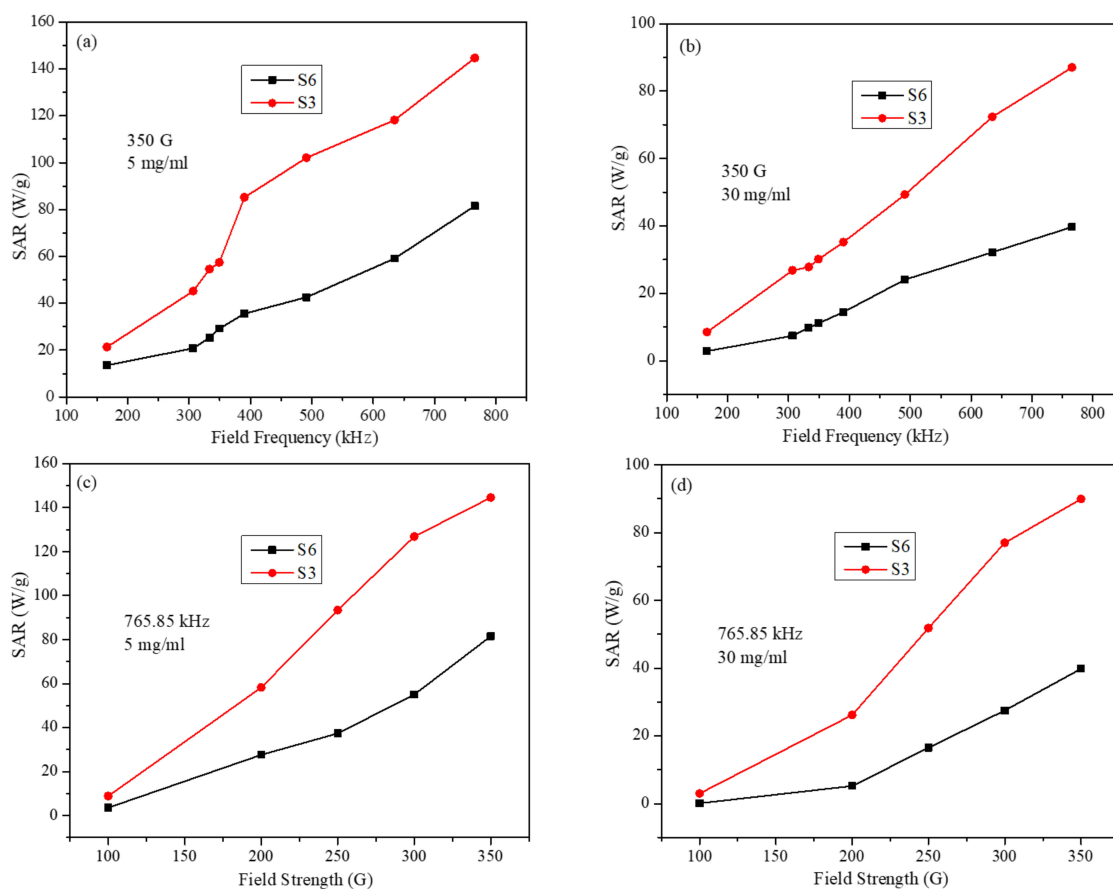 (a)
S6
S3
350 G
5 mg/ml
SAR (W/g)
0
20
40
60
80
100
120
140
160
100
200
300
400
500
600
700
800
Field Frequency (kHz)
(b)
S6
S3
350 G
30 mg/ml
SAR (W/g)
0
20
40
60
80
100
100
200
300
400
500
600
700
800
Field Frequency (kHz)
(c)
S6
S3
765.85 kHz
5 mg/ml
SAR (W/g)
0
20
40
60
80
100
120
140
160
100
150
200
250
300
350
Field Strength (G)
(d)
S6
S3
765.85 kHz
30 mg/ml
SAR (W/g)
0
20
40
60
80
100
100
150
200
250
300
350
Field Strength (G)